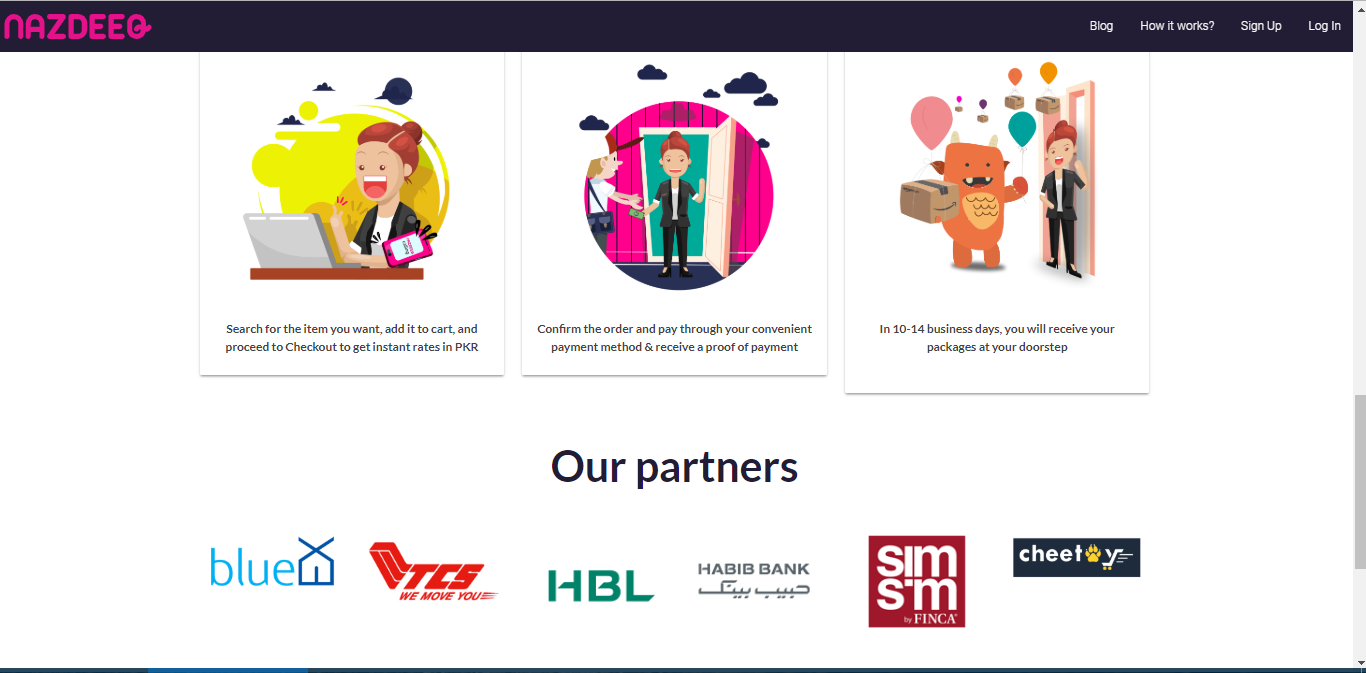 NAZDEEQ
Blog How it works? Sign Up Log In
Search for the item you want, add it to cart, and
proceed to Checkout to get instant rates in PKR
Confirm the order and pay through your convenient
payment method & receive a proof of payment
In 10-14 business days, you will receive your
packages at your doorstep
Our partners
blueEX
TCS
WE MOVE YOU
HBL
HABIB BANK
حبیب بینک
SIM
SIM
by FINCA®
cheetay